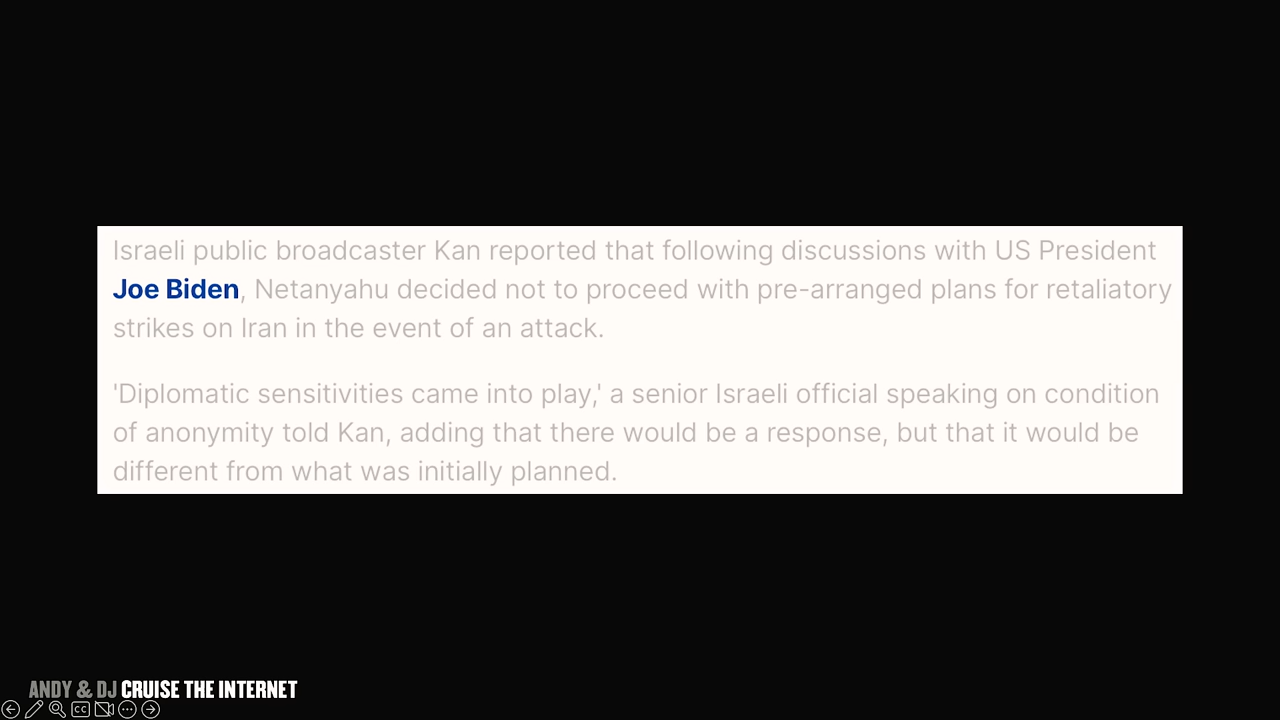 Israeli public broadcaster Kan reported that following discussions with US President
Joe Biden, Netanyahu decided not to proceed with pre-arranged plans for retaliatory
strikes on Iran in the event of an attack.
'Diplomatic sensitivities came into play,' a senior Israeli official speaking on condition
of anonymity told Kan, adding that there would be a response, but that it would be
different from what was initially planned.
ANDY & DJ CRUISE THE INTERNET
CC